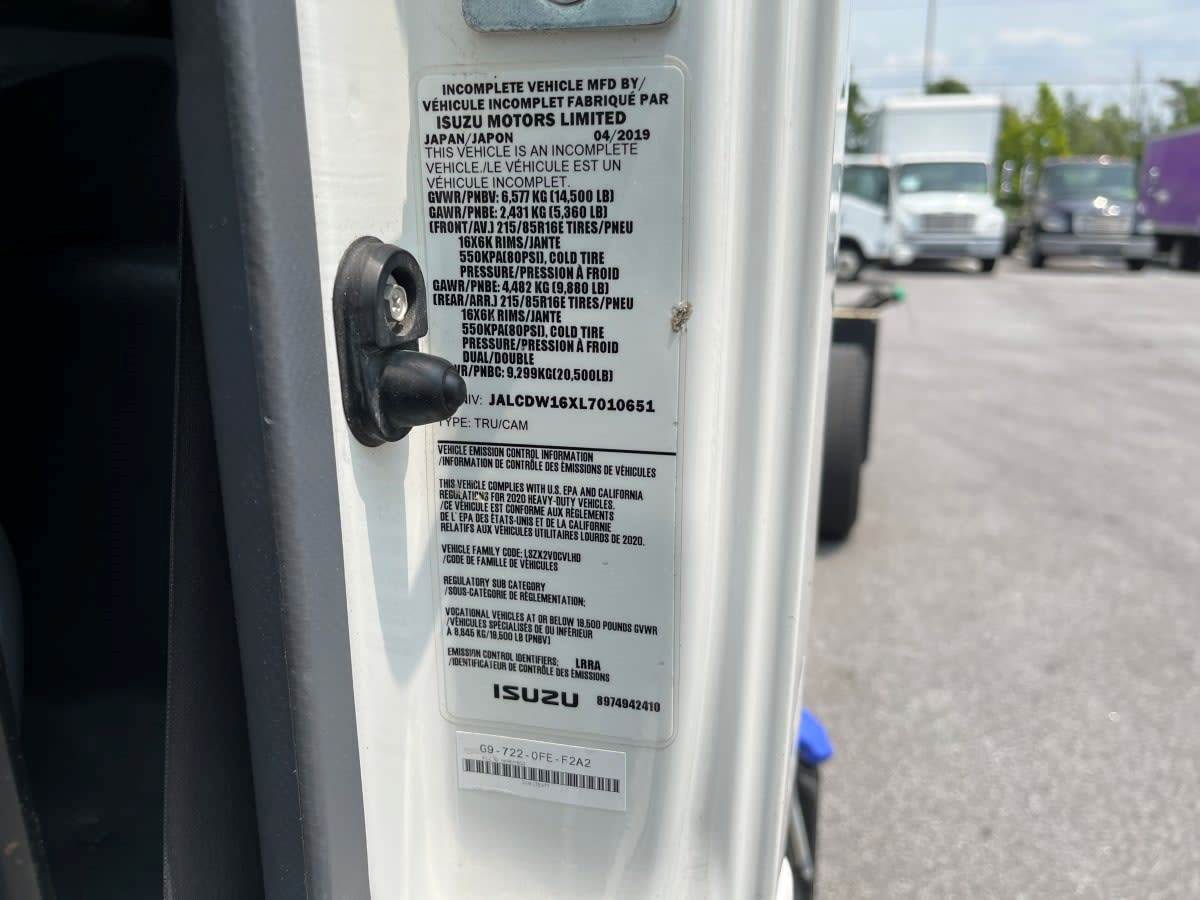 INCOMPLETE VEHICLE MFD BY/
VÉHICULE INCOMPLET FABRIQUÉ PAR
ISUZU MOTORS LIMITED
JAPAN/JAPON 04/2019
THIS VEHICLE IS AN INCOMPLETE
VEHICLE./LE VÉHICULE EST UN
VÉHICULE INCOMPLET.
GVWR/PNBV: 6,577 KG (14,500 LB)
GAWR/PNBE: 2,431 KG (5,360 LB)
(FRONT/AV.) 215/85R16E TIRES/PNEU
16X6K RIMS/JANTE
550KPA(80PSI), COLD TIRE
PRESSURE/PRESSION À FROID
GAWR/PNBE: 4,482 KG (9,880 LB)
(REAR/ARR.) 215/85R16E TIRES/PNEU
16X6K RIMS/JANTE
550KPA(80PSI), COLD TIRE
PRESSURE/PRESSION À FROID
DUAL/DOUBLE
WR/PNBC: 9,299KG(20,500LB)
NIV: JALCDW16XL7010651
TYPE: TRU/CAM
VEHICLE EMISSION CONTROL INFORMATION
/INFORMATION DE CONTRÔLE DES ÉMISSIONS DE VÉHICULES
THIS VEHICLE COMPLIES WITH U.S. EPA AND CALIFORNIA
REGULATIONS FOR 2020 HEAVY-DUTY VEHICLES.
/CE VÉHICULE EST CONFORME AUX RÈGLEMENTS
DE L' EPA DES ÉTATS-UNIS ET DE LA CALIFORNIE
RELATIFS AUX VÉHICULES UTILITAIRES LOURDS DE 2020.
VEHICLE FAMILY CODE: LSZX2VOCVLHD
/CODE DE FAMILLE DE VÉHICULES
REGULATORY SUB CATEGORY
/SOUS-CATÉGORIE DE RÉGLEMENTATION:
VOCATIONAL VEHICLES AT OR BELOW 19,500 POUNDS GVWR
/VÉHICULES SPÉCIALISÉS DE OU INFÉRIEUR
À 8,845 KG/19,500 LB (PNBV)
EMISSION CONTROL IDENTIFIERS: LRRA
/IDENTIFICATEUR DE CONTRÔLE DES ÉMISSIONS
ISUZU 8974942410
G9-722-0FE-F2A2